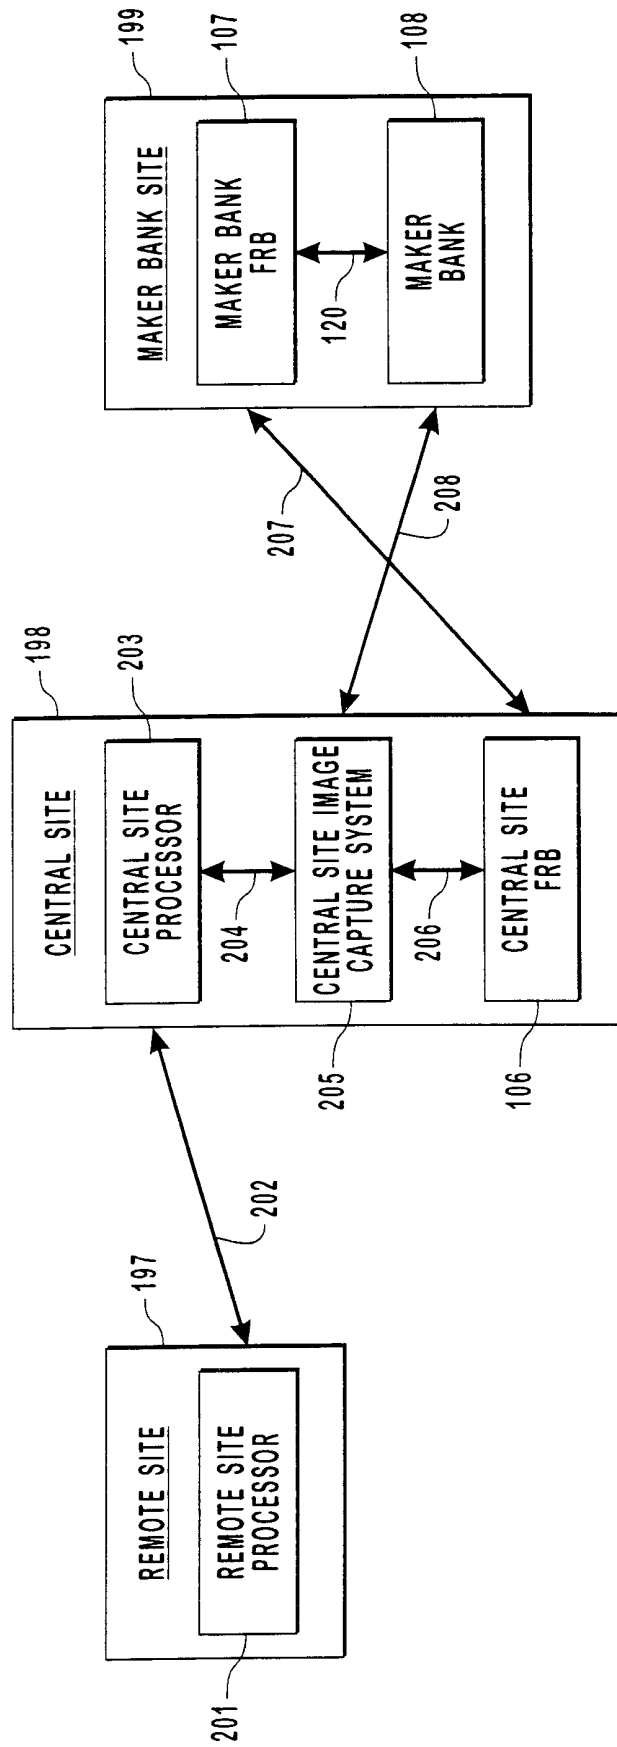 REMOTE SITE
197
REMOTE SITE
PROCESSOR
201
202
CENTRAL SITE
198
CENTRAL SITE
PROCESSOR
203
204
CENTRAL SITE IMAGE
CAPTURE SYSTEM
205
206
CENTRAL SITE
FRB
106
207
208
MAKER BANK SITE
199
MAKER BANK
FRB
107
120
MAKER
BANK
108